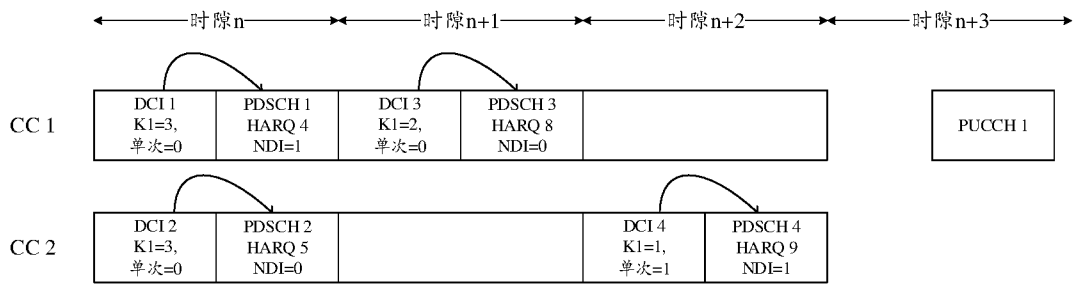 时隙n
时隙n+1
时隙n+2
时隙n+3
CC 1
DCI 1
K1=3,
单次=0
PDSCH 1
HARQ 4
NDI=1
DCI 3
K1=2,
单次=0
PDSCH 3
HARQ 8
NDI=0
PUCCH 1
CC 2
DCI 2
K1=3,
单次=0
PDSCH 2
HARQ 5
NDI=0
DCI 4
K1=1,
单次=1
PDSCH 4
HARQ 9
NDI=1